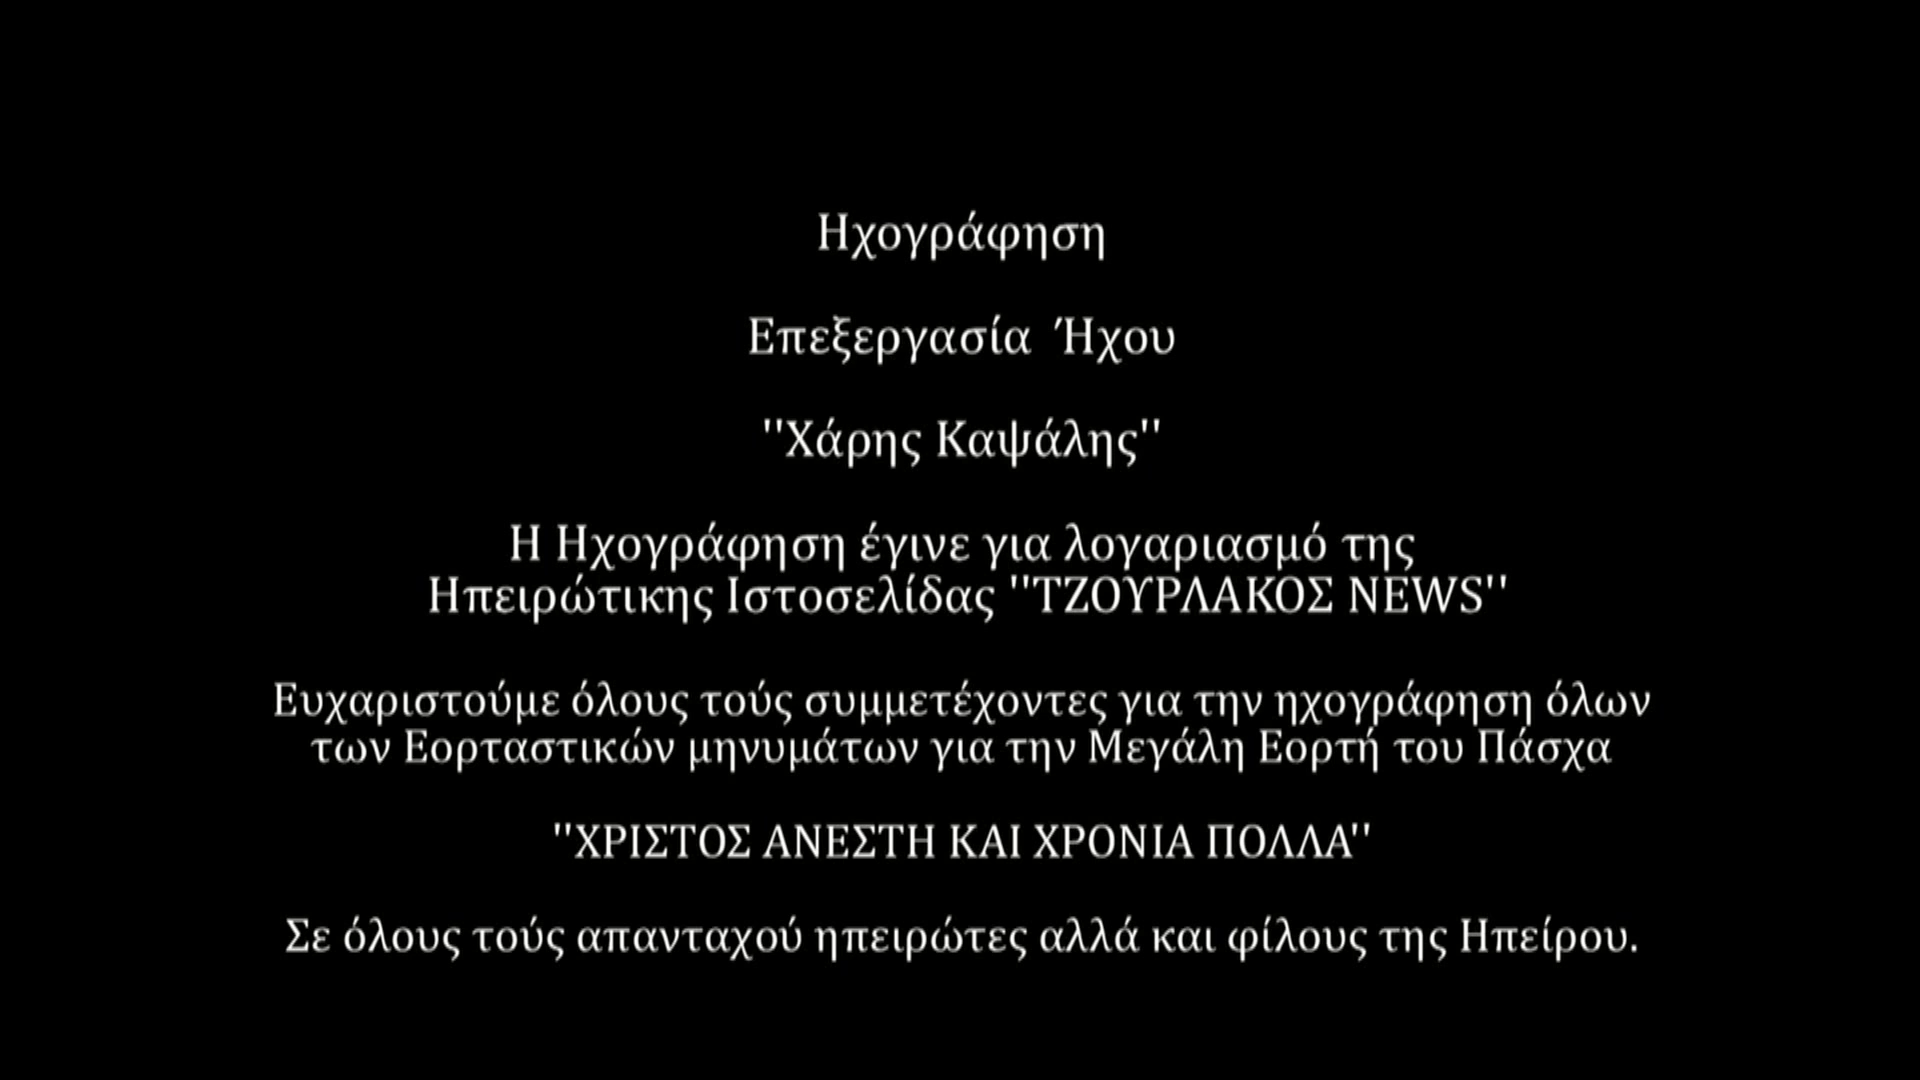 Ηχογράφηση
Επεξεργασία Ήχου
''Χάρης Καψάλης''
Η Ηχογράφηση έγινε για λογαριασμό της
Ηπειρώτικης Ιστοσελίδας ''ΤΖΟΥΡΛΑΚΟΣ NEWS''
Ευχαριστούμε όλους τούς συμμετέχοντες για την ηχογράφηση όλων
των Εορταστικών μηνυμάτων για την Μεγάλη Εορτή του Πάσχα
''ΧΡΙΣΤΟΣ ΑΝΕΣΤΗ ΚΑΙ ΧΡΟΝΙΑ ΠΟΛΛΑ''
Σε όλους τούς απανταχού ηπειρώτες αλλά και φίλους της Ηπείρου.